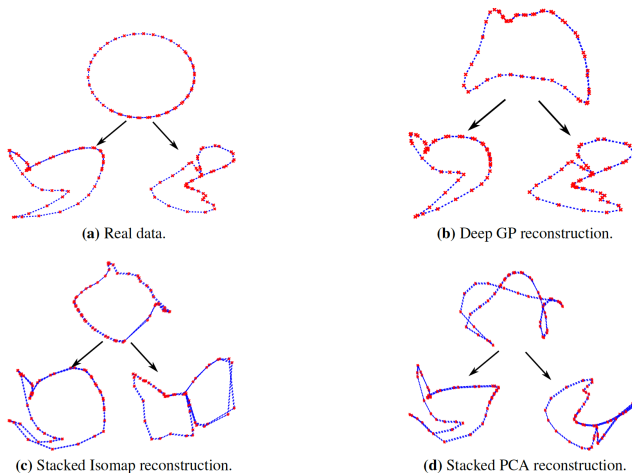 (a) Real data.
(b) Deep GP reconstruction.
(c) Stacked Isomap reconstruction.
(d) Stacked PCA reconstruction.